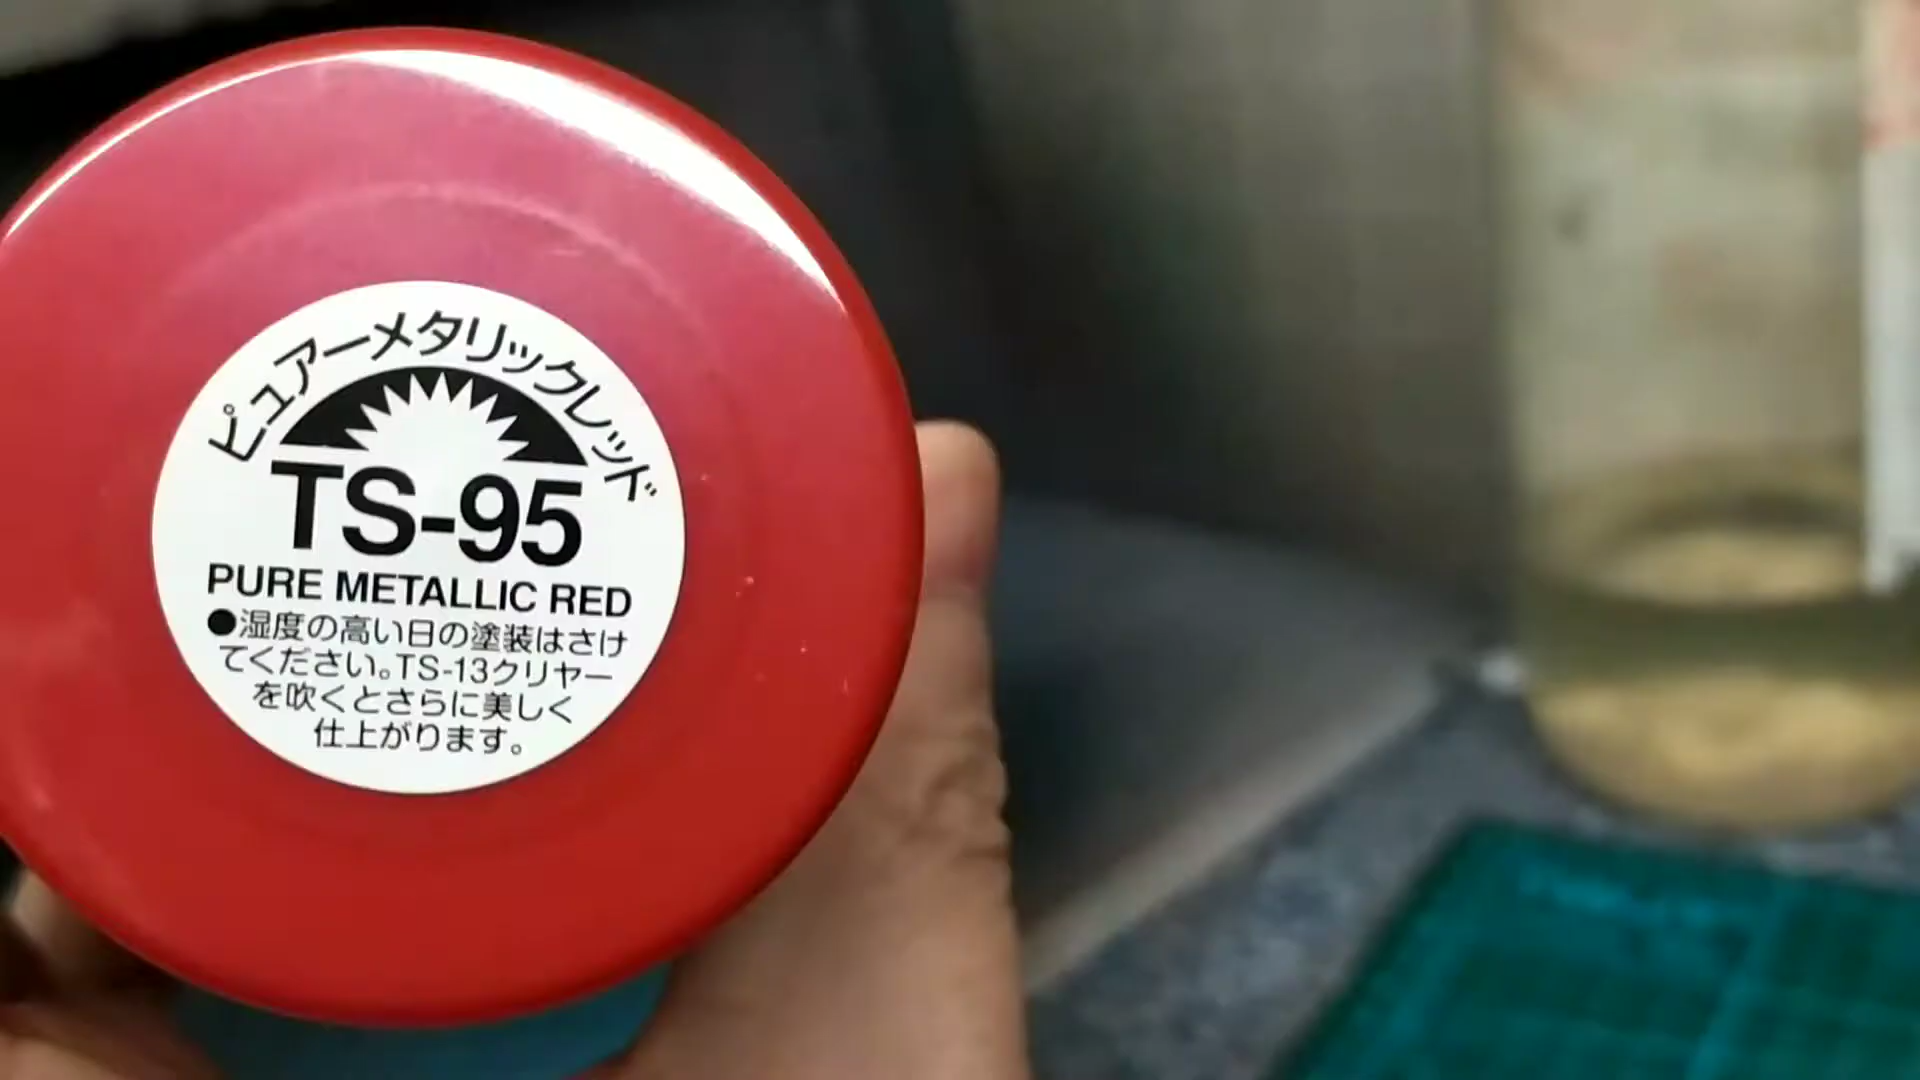 ピュアーメタリックレッド
TS-95
PURE METALLIC RED
●湿度の高い日の塗装はさけ
てください。TS-13クリヤー
を吹くとさらに美しく
仕上がります。